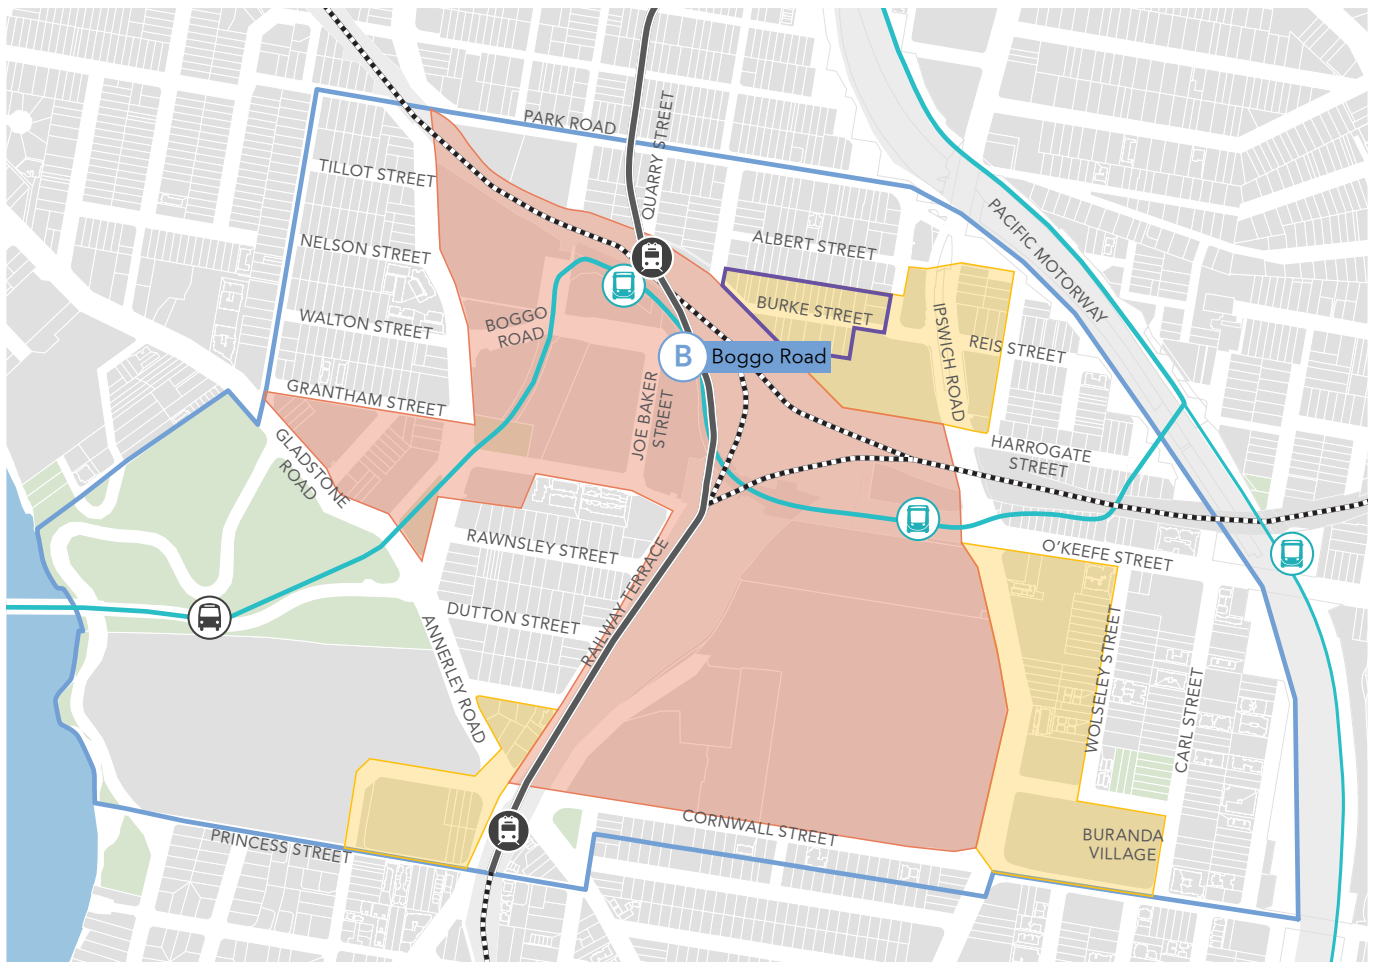 PARK ROAD
QUARRY STREET
TILLOT STREET
PACIFIC MOTORWAY
ALBERT STREET
NELSON STREET
BURKE STREET
IPSWICH ROAD
WALTON STREET
BOGGO
ROAD
REIS STREET
B
Boggo Road
GRANTHAM STREET
JOE BAKER
STREET
GLADSTONE
ROAD
HARROGATE
STREET
RAWNSLEY STREET
O'KEEFE STREET
RAILWAY TERRACE
DUTTON STREET
ANNERLEY ROAD
WOLSELEY STREET
CARL STREET
PRINCESS STREET
CORNWALL STREET
BURANDA
VILLAGE